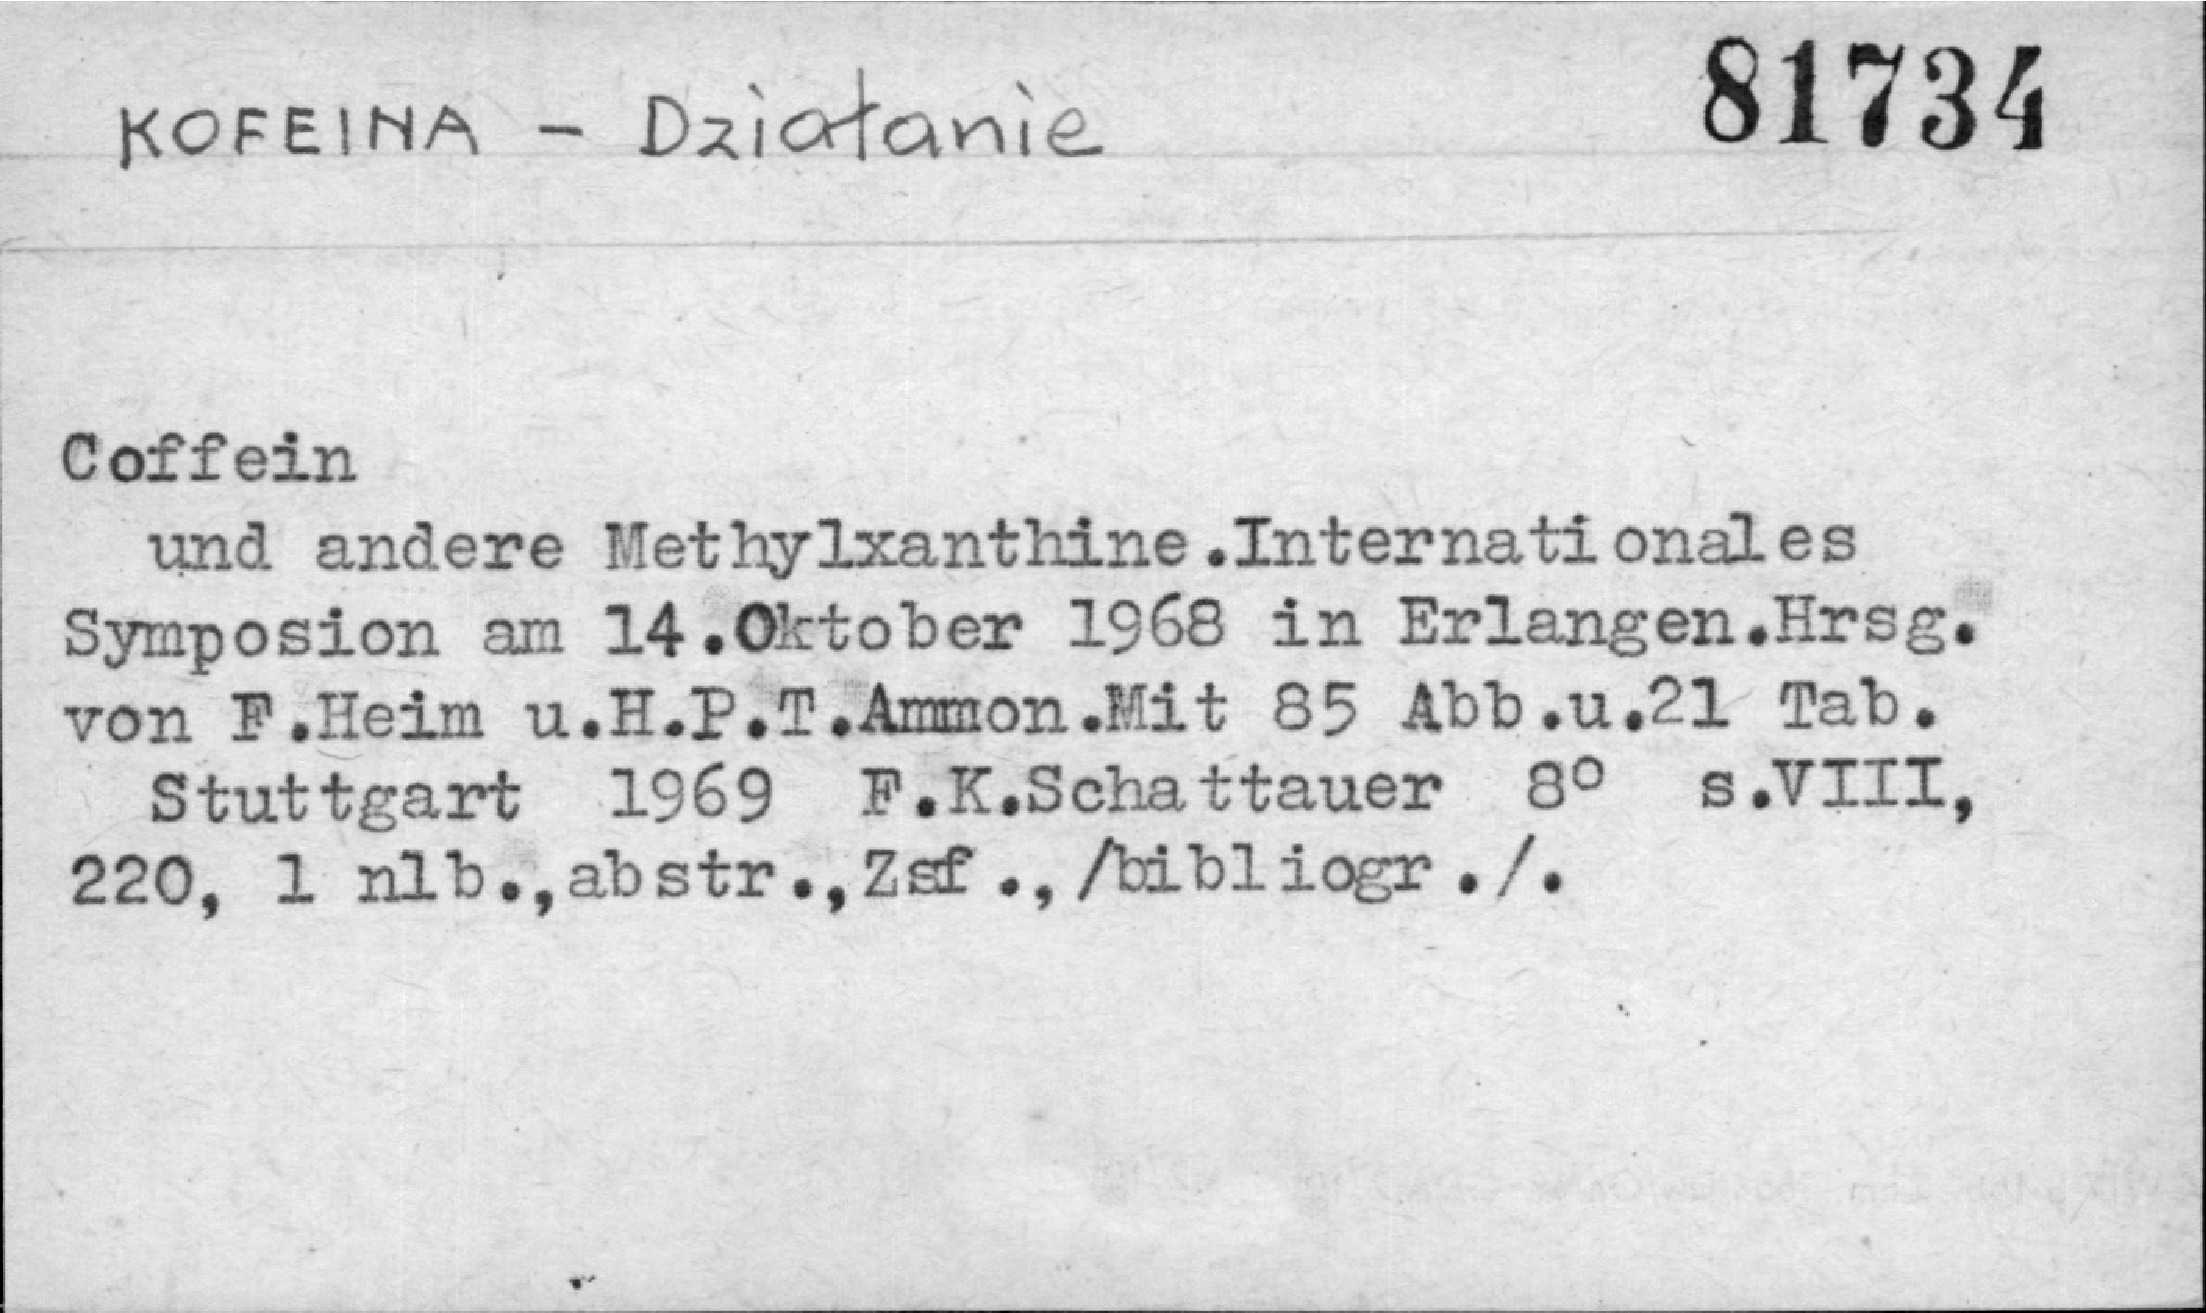 KOFEINA - Działanie
81734
Coffein
und andere Methylxanthine.Internationales
Symposion am 14.Oktober 1968 in Erlangen.Hrsg.
von F.Heim u.H.P.T.Ammon.Mit 85 Abb.u.21 Tab.
Stuttgart 1969 F.K.Schattauer 8° s.VIII,
220, 1 nlb.,abstr.,Zsf.,/bibliogr./.